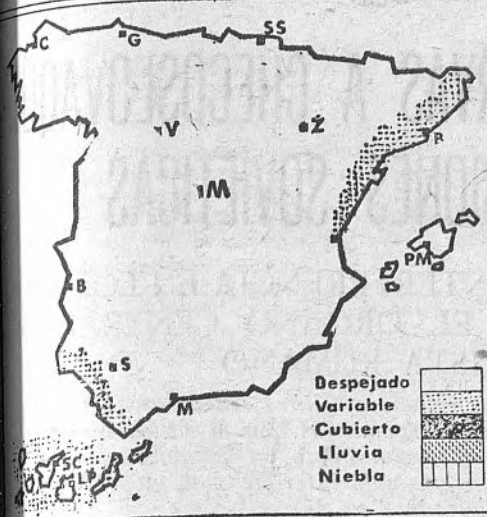 C
G
SS
V
Z
B
M
PM
B
S
M
SC
LP
Despejado
Variable
Cubierto
Lluvia
Niebla